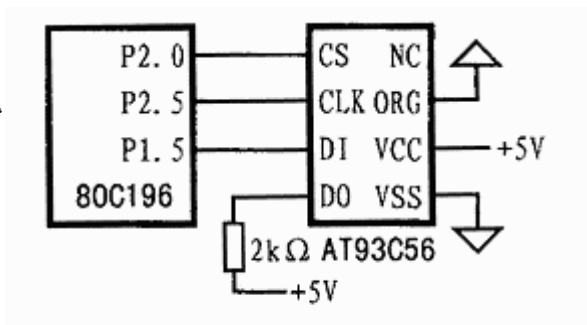 P2. 0 CS NC
P2. 5 CLK ORG
P1. 5 DI VCC +5V
80C196 DO VSS
2kΩ AT93C56
+5V